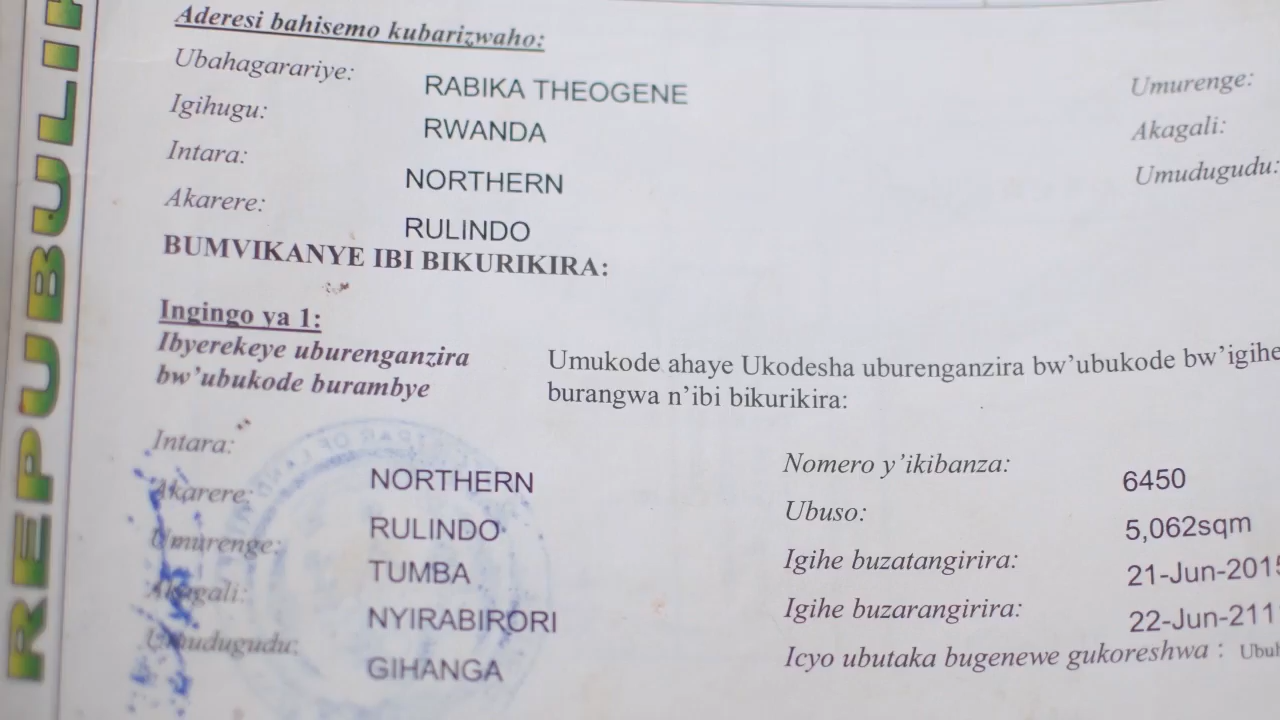 REPUBULIK
Aderesi bahisemo kubarizwaho:
Ubahagarariye: RABIKA THEOGENE Umurenge:
Igihugu: RWANDA Akagali:
Intara: NORTHERN Umudugudu:
Akarere: RULINDO
BUMVIKANYE IBI BIKURIKIRA:
Ingingo ya 1:
Ibyerekeye uburenganzira
bw'ubukode burambye
Umukode ahaye Ukodesha uburenganzira bw'ubukode bw'igihe
burangwa n'ibi bikurikira:
Intara: NORTHERN
Akarere: RULINDO
Umurenge: TUMBA
Akagali: NYIRABIRORI
Umudugudu: GIHANGA
Nomero y'ikibanza: 6450
Ubuso: 5,062sqm
Igihe buzatangirira: 21-Jun-2015
Igihe buzarangirira: 22-Jun-211
Icyo ubutaka bugenewe gukoreshwa : Ubuh